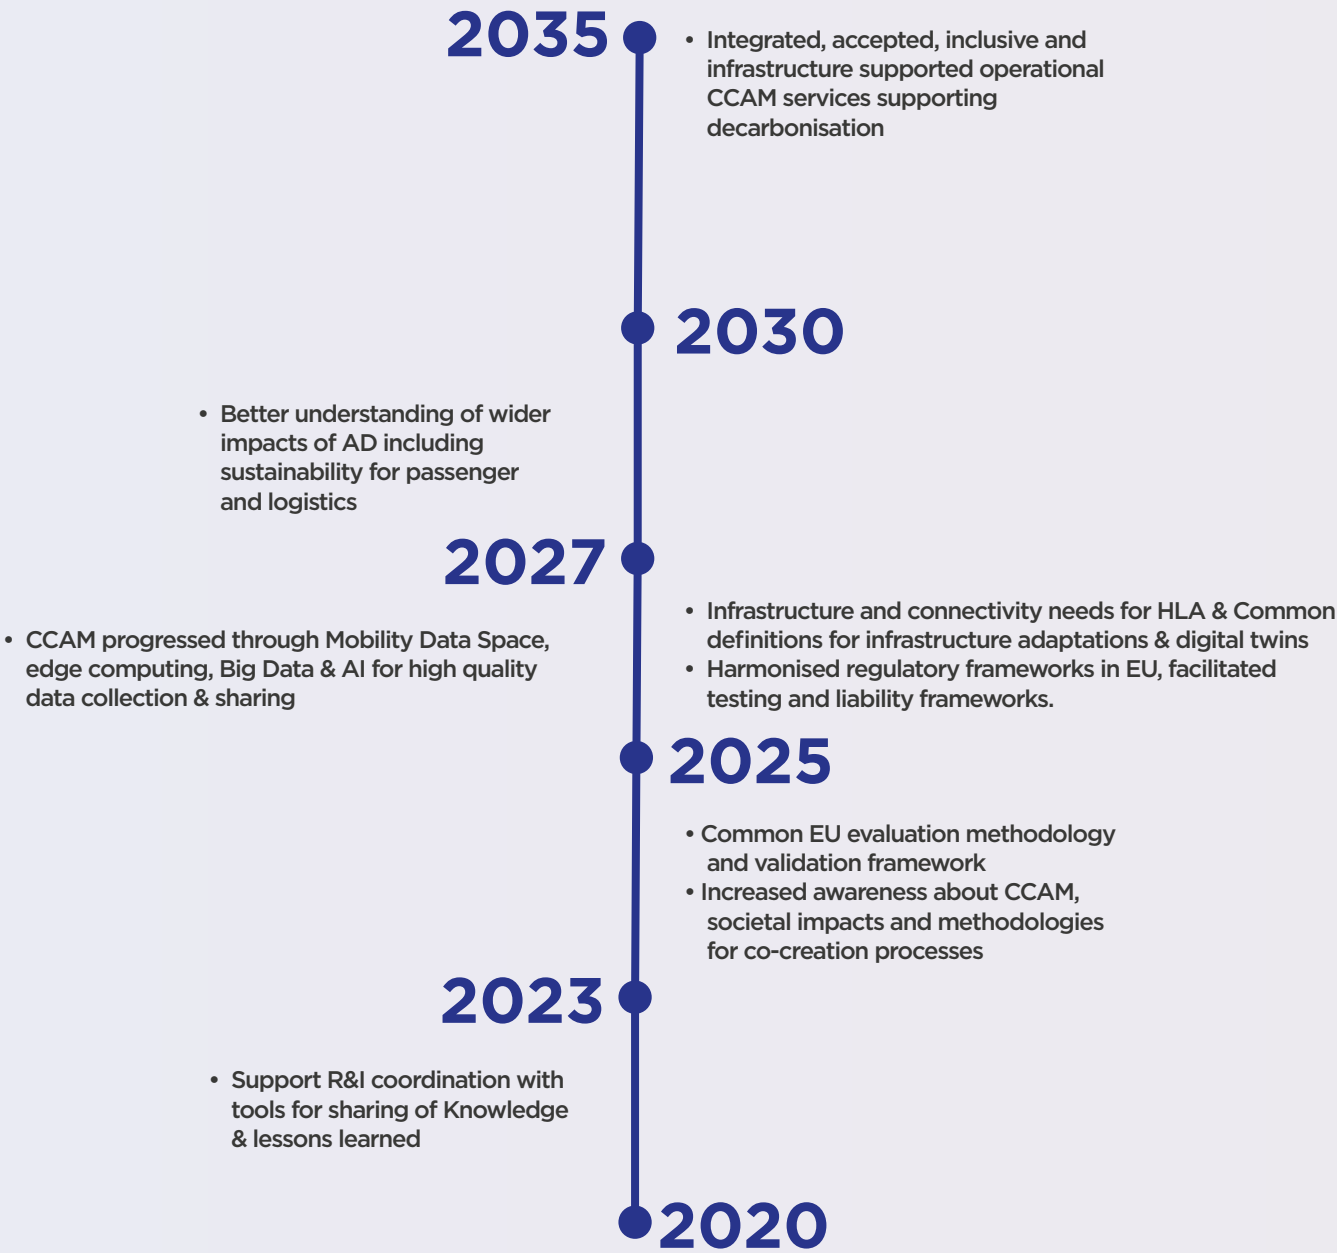 2035
• Integrated, accepted, inclusive and
infrastructure supported operational
CCAM services supporting
decarbonisation
2030
• Better understanding of wider
impacts of AD including
sustainability for passenger
and logistics
2027
• Infrastructure and connectivity needs for HLA & Common
definitions for infrastructure adaptations & digital twins
• Harmonised regulatory frameworks in EU, facilitated
testing and liability frameworks.
• CCAM progressed through Mobility Data Space,
edge computing, Big Data & AI for high quality
data collection & sharing
2025
• Common EU evaluation methodology
and validation framework
• Increased awareness about CCAM,
societal impacts and methodologies
for co-creation processes
2023
• Support R&I coordination with
tools for sharing of Knowledge
& lessons learned
2020